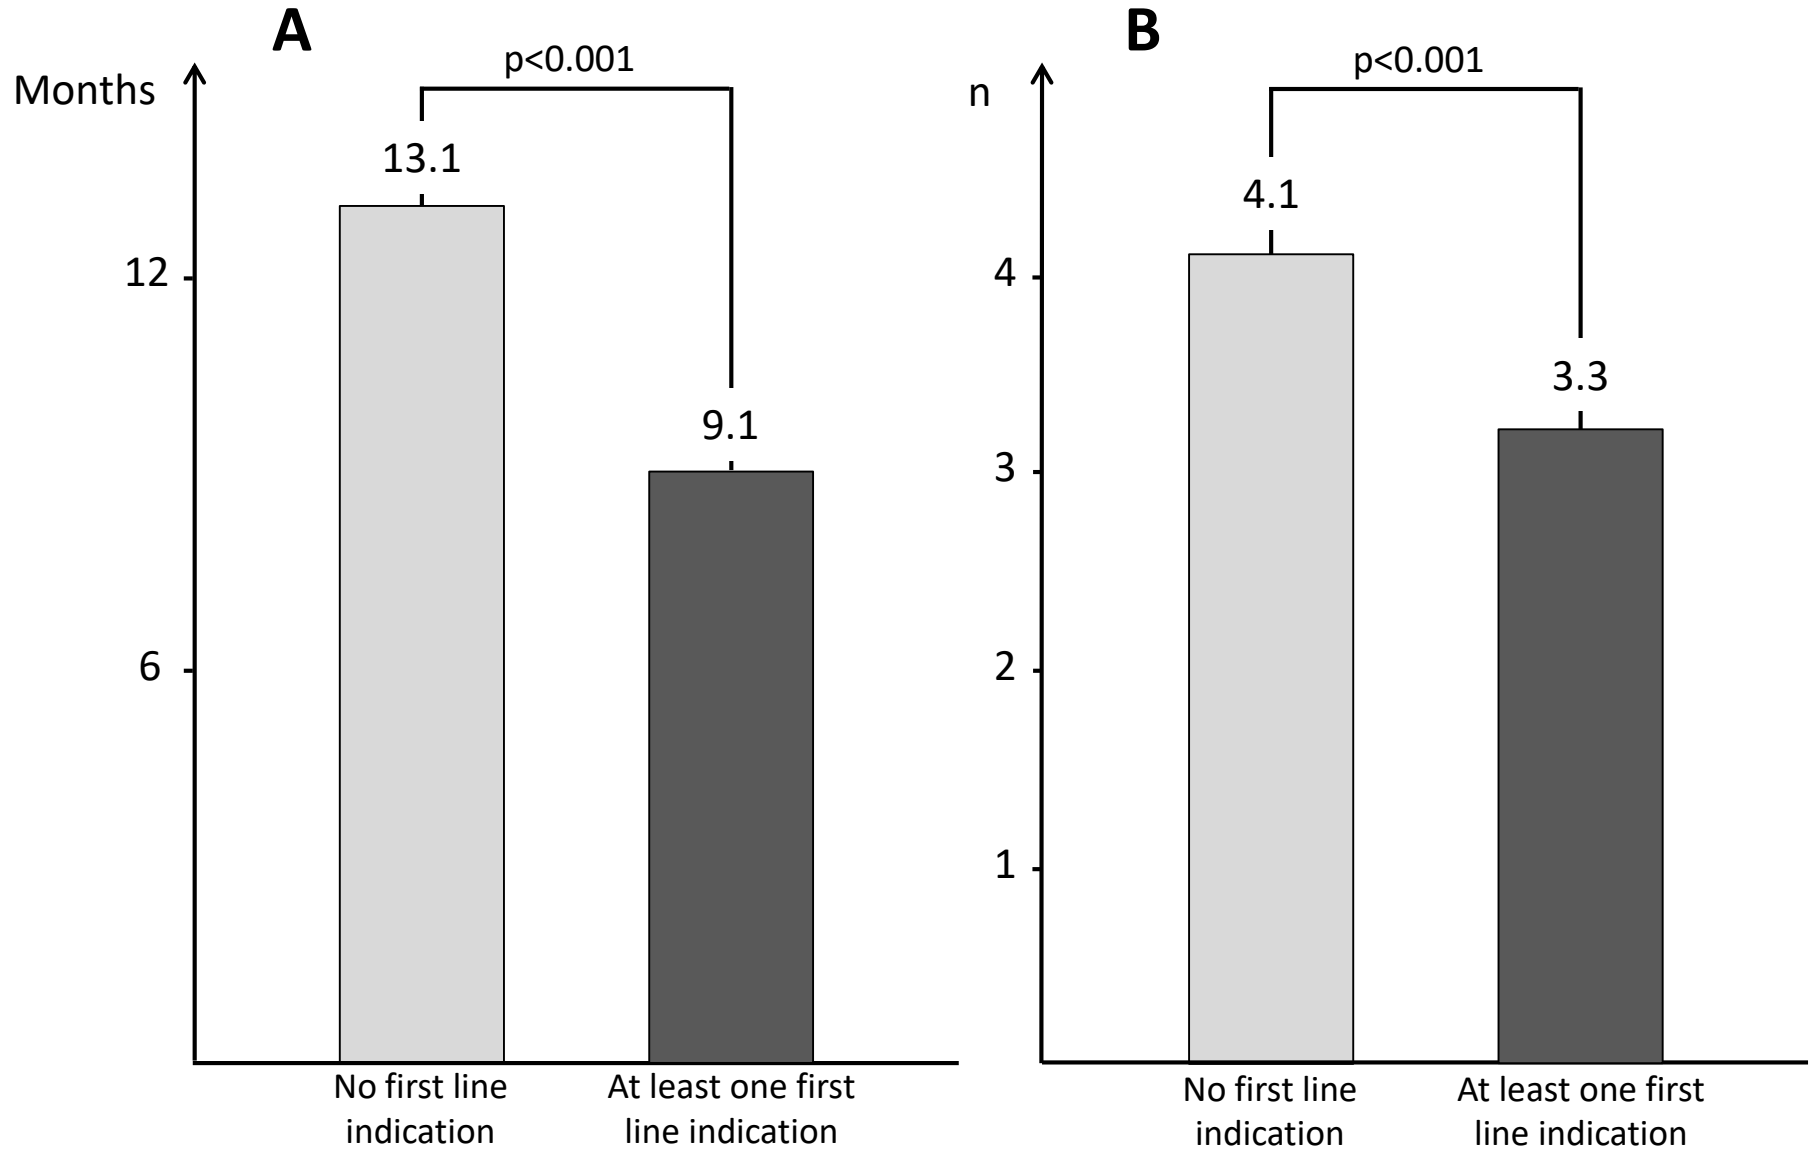 A
p<0.001
Months
13.1
12
9.1
6
No first line
indication
At least one first
line indication
B
p<0.001
n
4.1
4
3.3
3
2
1
No first line
indication
At least one first
line indication